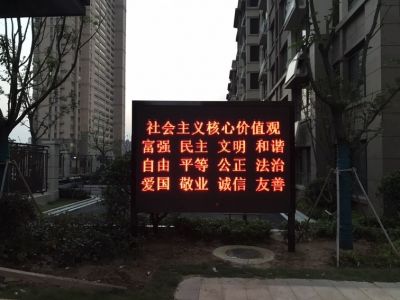 社会主义核心价值观
富强 民主 文明 和谐
自由 平等 公正 法治
爱国 敬业 诚信 友善